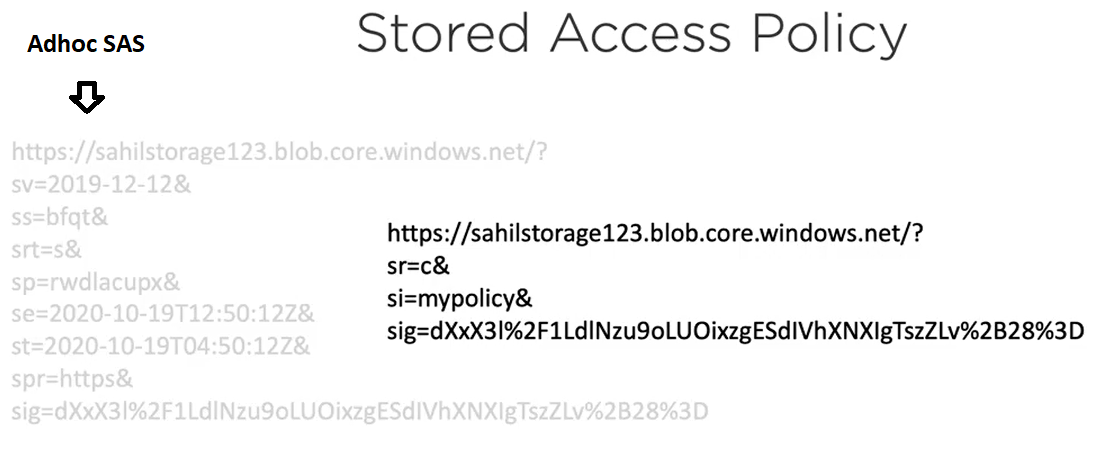 Stored Access Policy
Adhoc SAS
https://sahilstorage123.blob.core.windows.net/?
sv=2019-12-12&
ss=bfqt&
srt=s&
sp=rwdlacupx&
se=2020-10-19T12:50:12Z&
st=2020-10-19T04:50:12Z&
spr=https&
sig=dXxX3l%2F1LdlNzu9oLUOixzgESdIVhXNXIgTszZLv%2B28%3D
https://sahilstorage123.blob.core.windows.net/?
sr=c&
si=mypolicy&
sig=dXxX3l%2F1LdlNzu9oLUOixzgESdIVhXNXIgTszZLv%2B28%3D